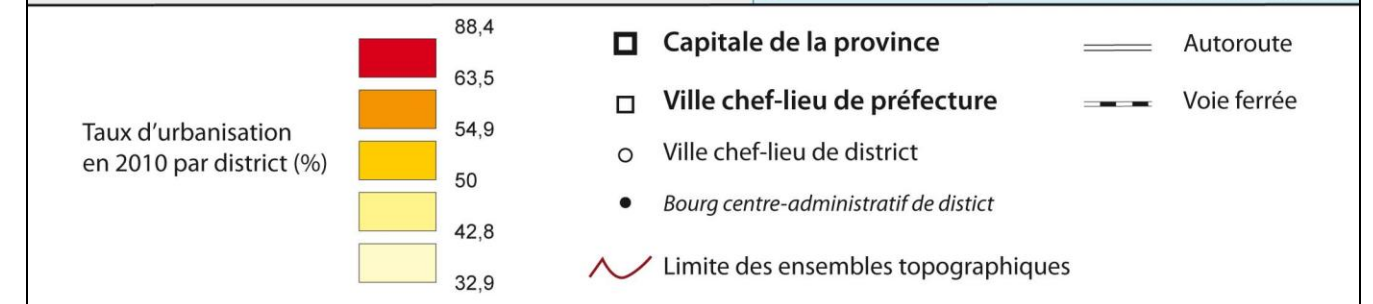 88,4
63,5
54,9
50
42,8
32,9
Taux d’urbanisation
en 2010 par district (%)
Capitale de la province
Ville chef-lieu de préfecture
Ville chef-lieu de district
Bourg centre-administratif de distict
Limite des ensembles topographiques
Autoroute
Voie ferrée